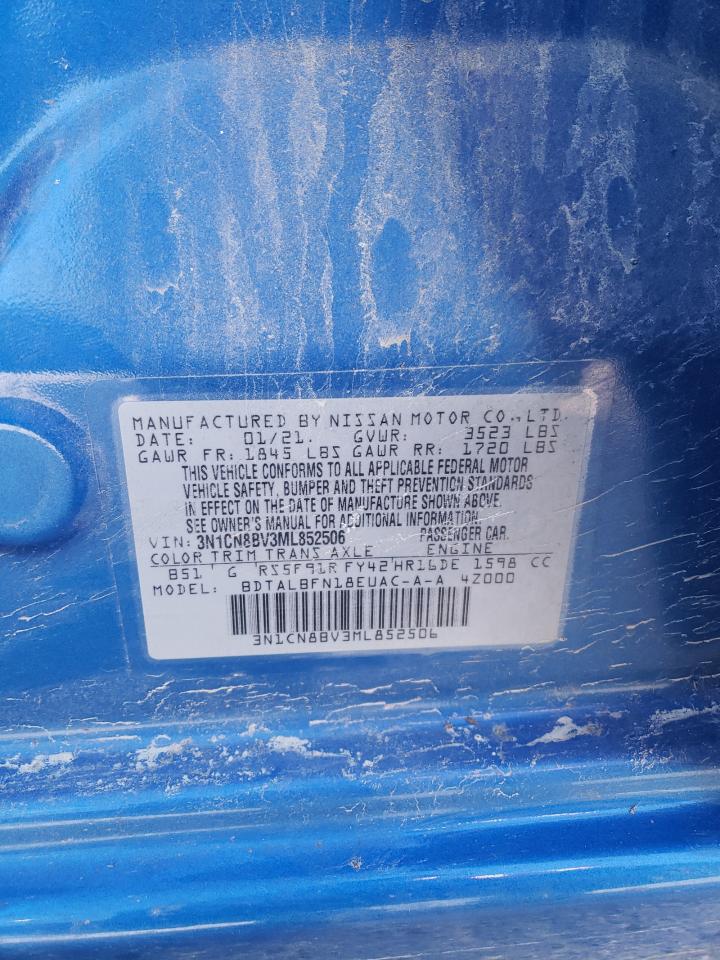 MANUFACTURED BY NISSAN MOTOR CO., LTD.
DATE: 01/21. GVWR: 3523 LBS
GAWR FR: 1845 LBS GAWR RR: 1720 LBS
THIS VEHICLE CONFORMS TO ALL APPLICABLE FEDERAL MOTOR
VEHICLE SAFETY, BUMPER AND THEFT PREVENTION STANDARDS
IN EFFECT ON THE DATE OF MANUFACTURE SHOWN ABOVE.
SEE OWNER'S MANUAL FOR ADDITIONAL INFORMATION.
VIN: 3N1CN8BV3ML852506 PASSENGER CAR.
COLOR TRIM TRANS AXLE ENGINE
B51 G RS5F91R FY42 HR16DE 1598 CC
MODEL: BDTALBFN18EUAC-A-A 4Z000
3N1CN8BV3ML852506